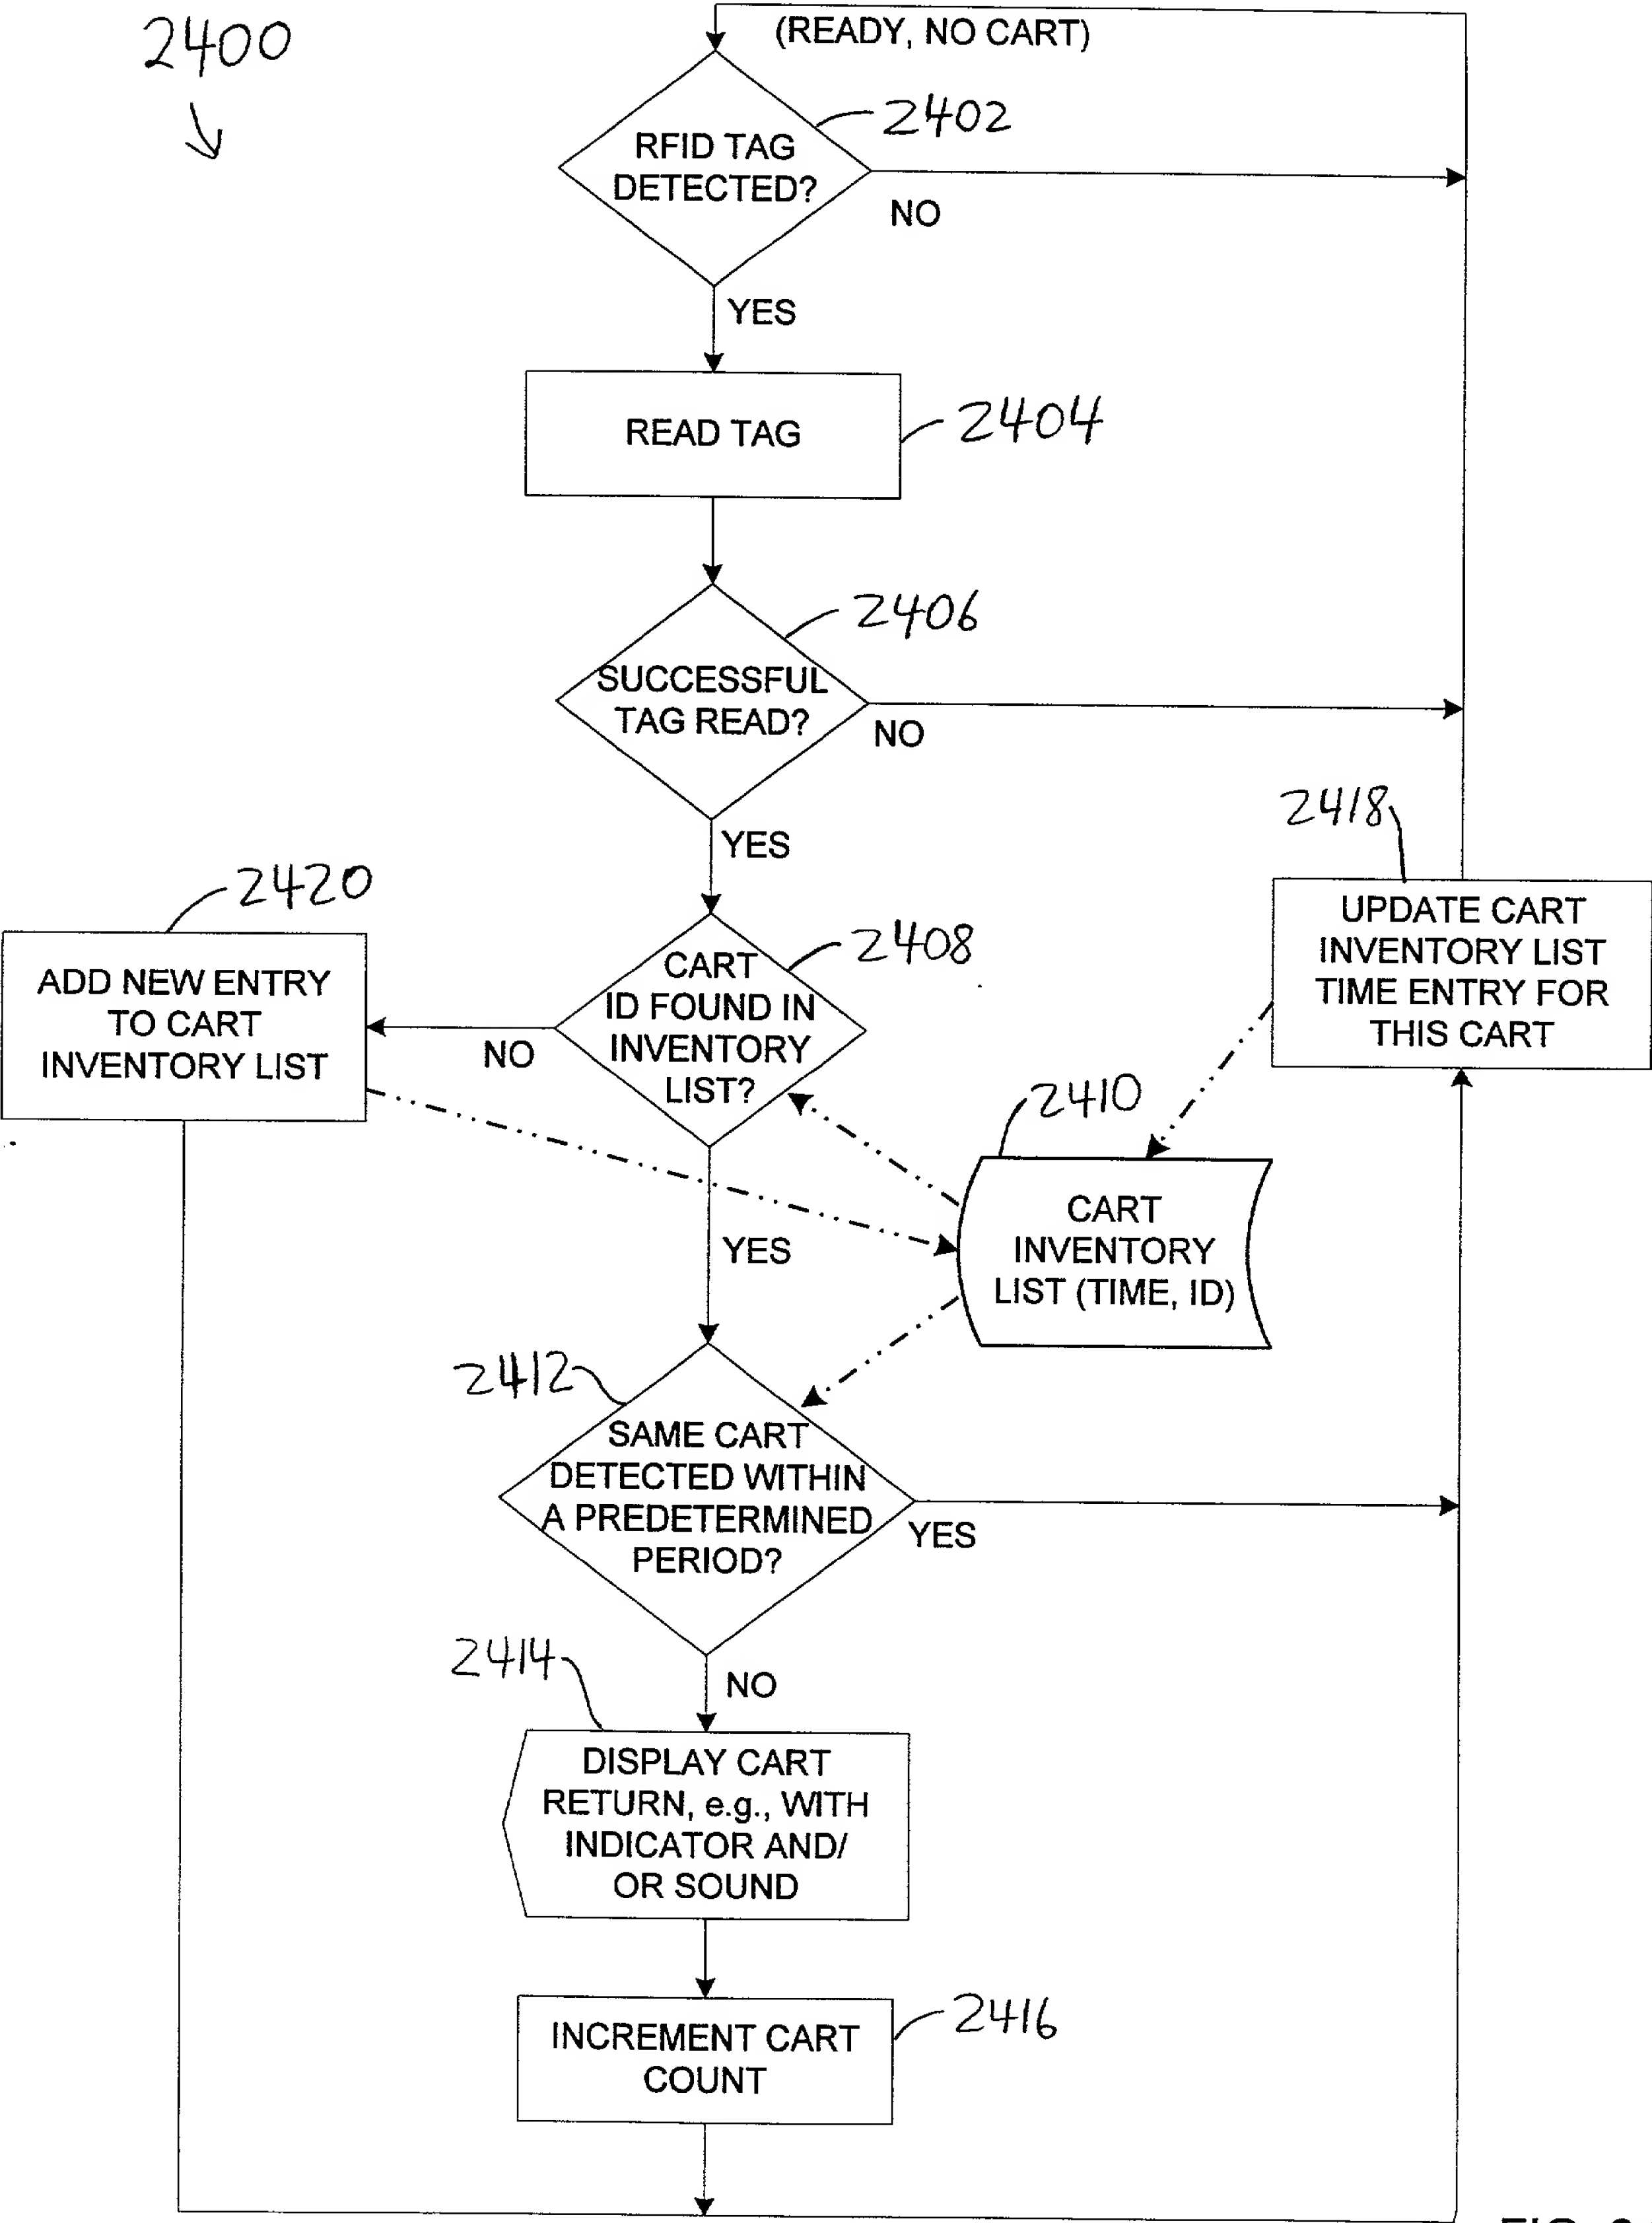 2400
(READY, NO CART)
2402
RFID TAG
DETECTED?
NO
YES
READ TAG
2404
2406
SUCCESSFUL
TAG READ?
NO
YES
2418
UPDATE CART
INVENTORY LIST
TIME ENTRY FOR
THIS CART
2420
ADD NEW ENTRY
TO CART
INVENTORY LIST
2408
CART
ID FOUND IN
INVENTORY
LIST?
NO
YES
2410
CART
INVENTORY
LIST (TIME, ID)
2412
SAME CART
DETECTED WITHIN
A PREDETERMINED
PERIOD?
YES
NO
2414
DISPLAY CART
RETURN, e.g., WITH
INDICATOR AND/
OR SOUND
2416
INCREMENT CART
COUNT